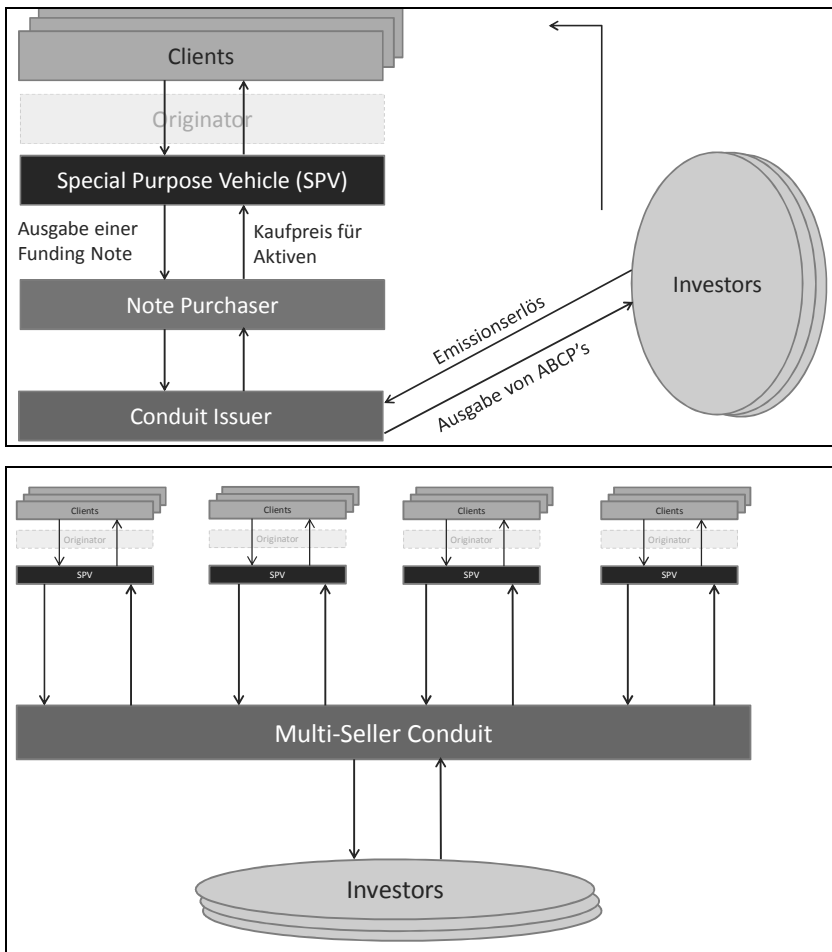 Clients
Originator
Special Purpose Vehicle (SPV)
Ausgabe einer
Funding Note
Kaufpreis für
Aktiven
Note Purchaser
Conduit Issuer
Emissionserlös
Ausgabe von ABCP's
Investors
Clients
Clients
Clients
Clients
Originator
Originator
Originator
Originator
SPV
SPV
SPV
SPV
Multi-Seller Conduit
Investors